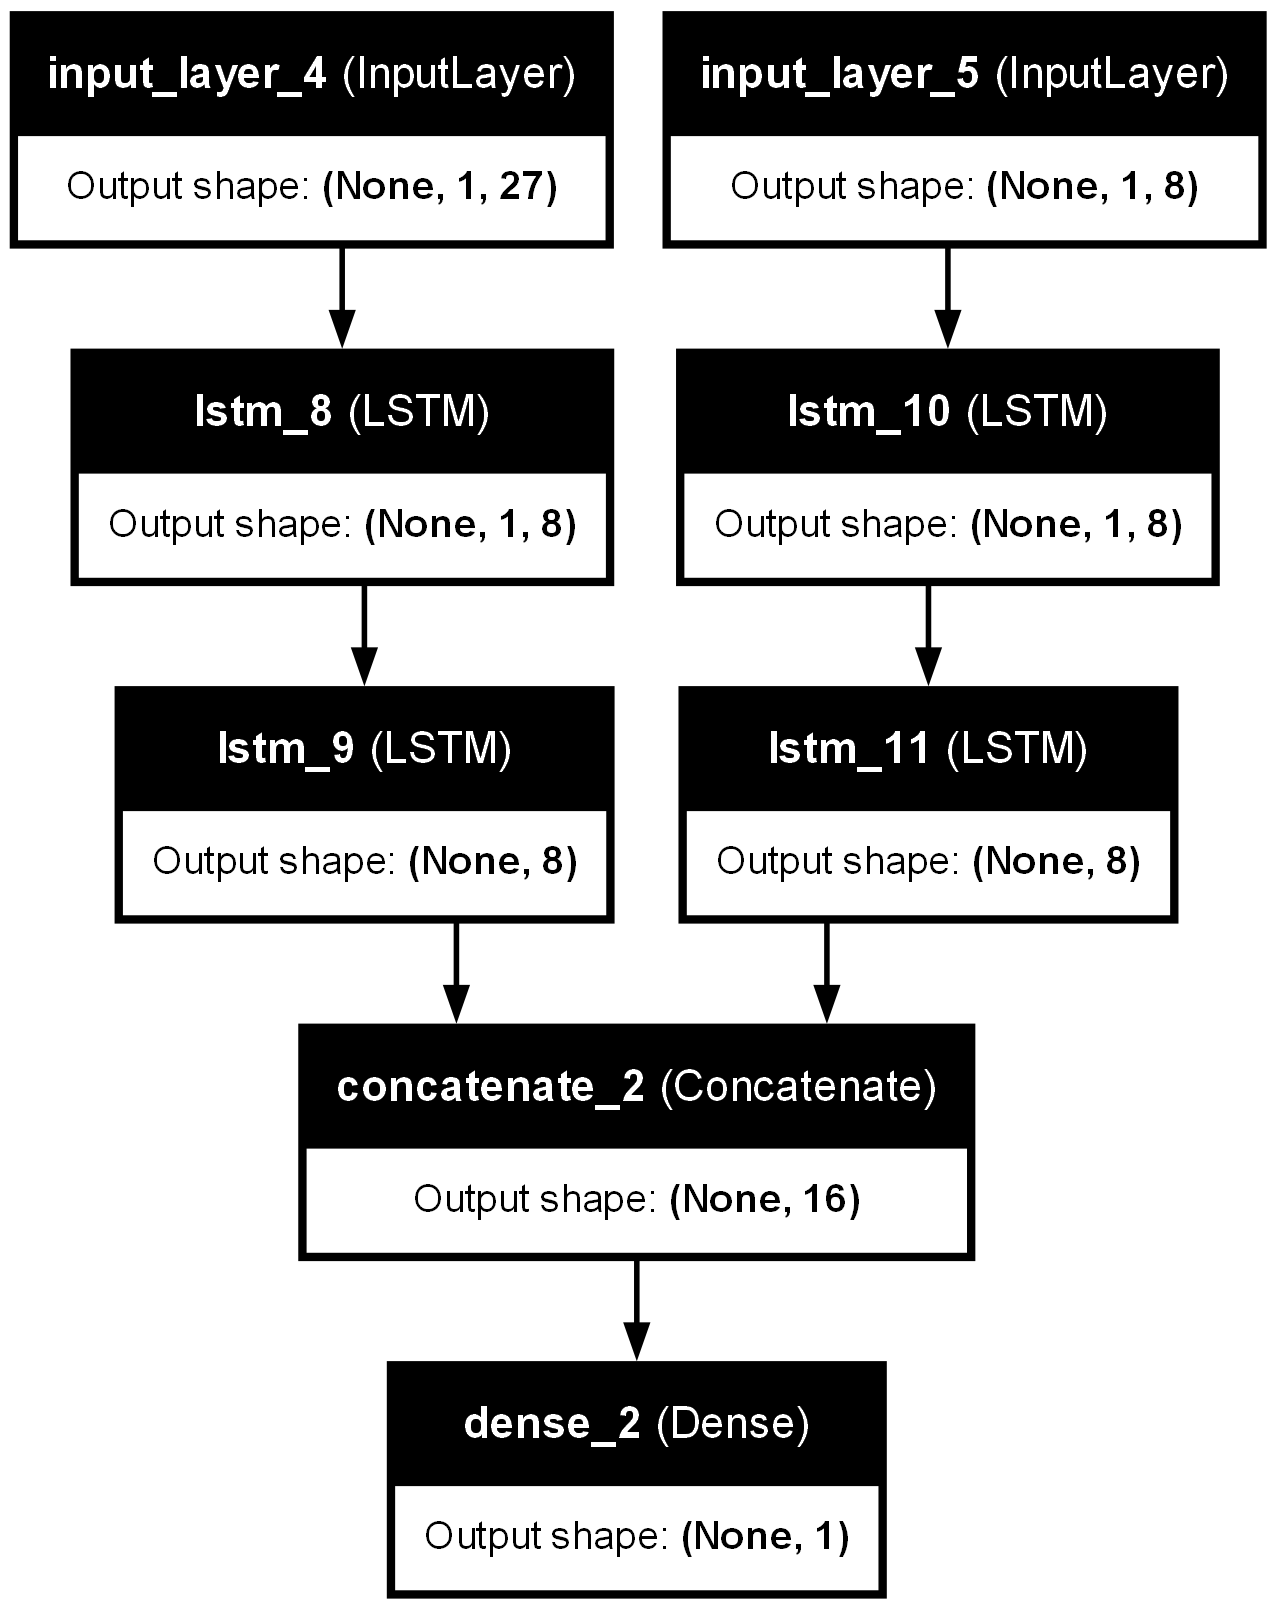 input_layer_4 (InputLayer)
Output shape: (None, 1, 27)
input_layer_5 (InputLayer)
Output shape: (None, 1, 8)
lstm_8 (LSTM)
Output shape: (None, 1, 8)
lstm_10 (LSTM)
Output shape: (None, 1, 8)
lstm_9 (LSTM)
Output shape: (None, 8)
lstm_11 (LSTM)
Output shape: (None, 8)
concatenate_2 (Concatenate)
Output shape: (None, 16)
dense_2 (Dense)
Output shape: (None, 1)